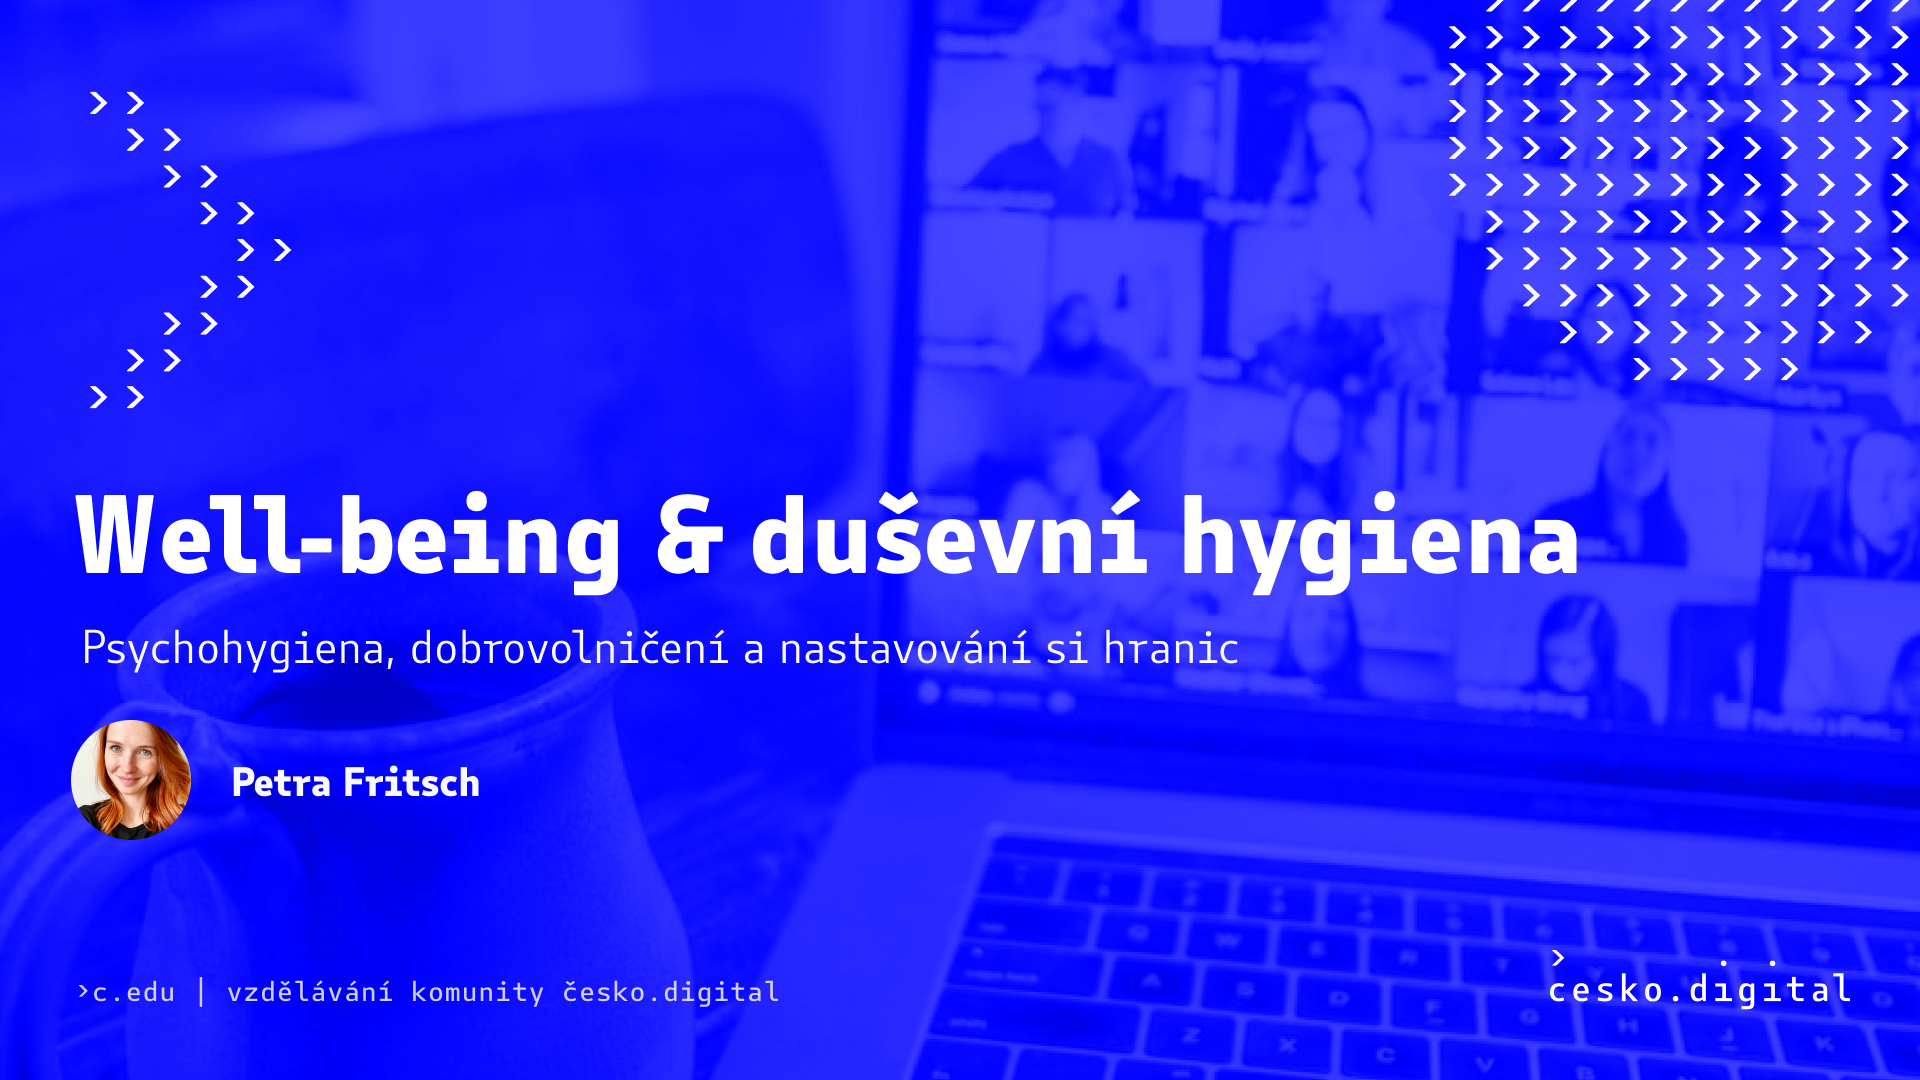 Well-being & duševní hygiena
Psychohygiena, dobrovolničení a nastavování si hranic
Petra Fritsch
>c.edu | vzdělávání komunity česko.digital
česko.digital